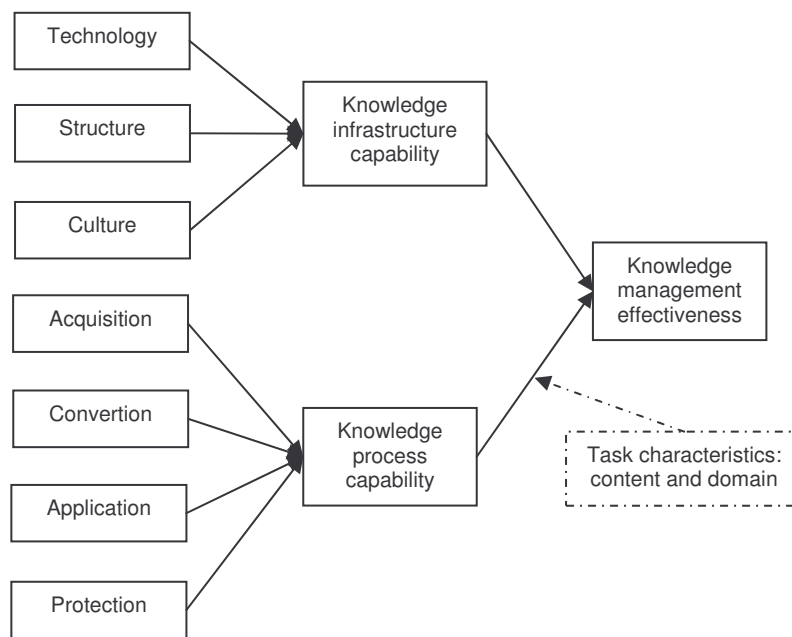 Technology
Structure
Culture
Acquisition
Convertion
Application
Protection
Knowledge
infrastructure
capability
Knowledge
process
capability
Knowledge
management
effectiveness
Task characteristics:
content and domain